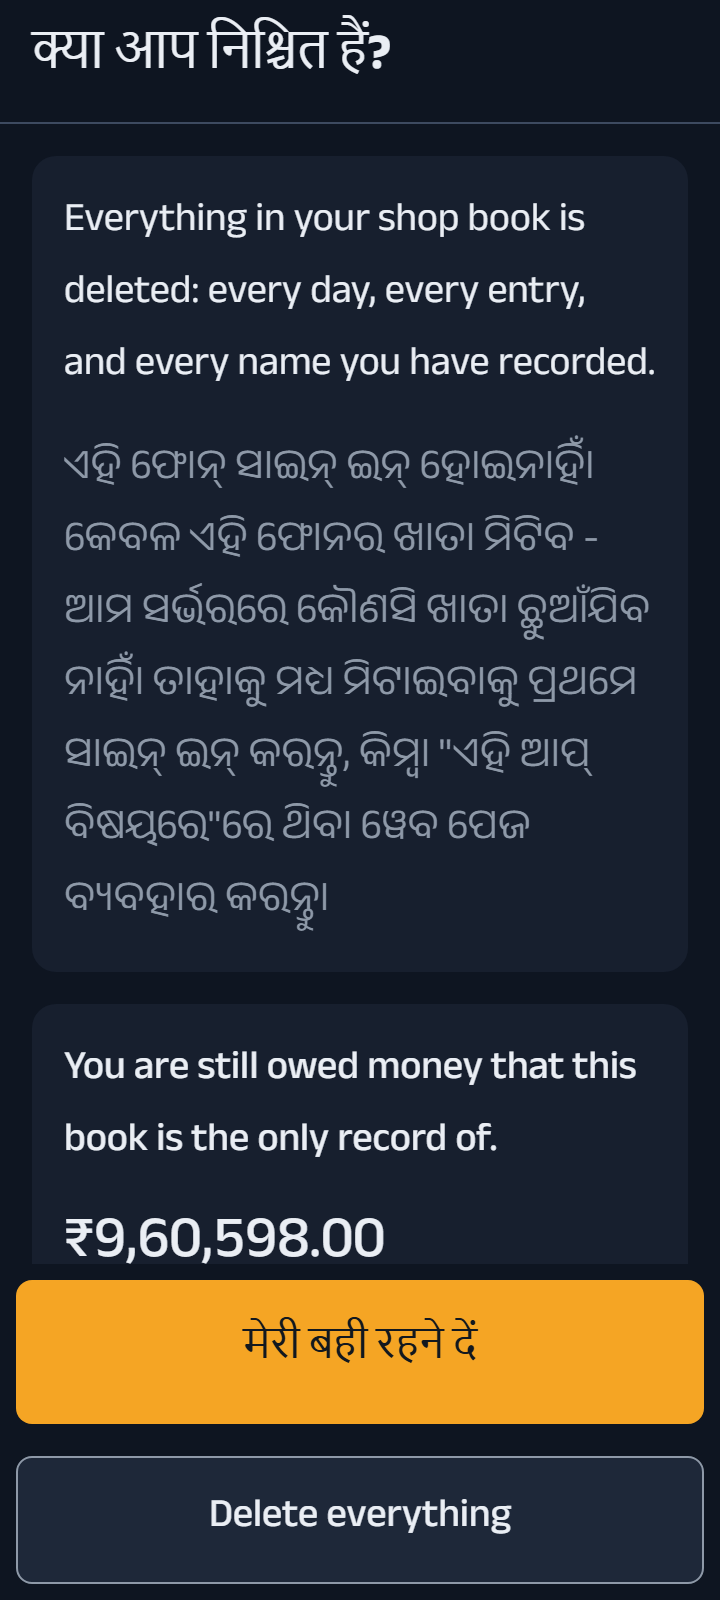 क्या आप निश्चित हैं?
Everything in your shop book is
deleted: every day, every entry,
and every name you have recorded.
ଏହି ଫୋନ୍ ସାଇନ୍ ଇନ୍ ହୋଇନାହିଁ।
କେବଳ ଏହି ଫୋନର ଖାତା ମିଟିବ -
ଆମ ସର୍ଭରରେ କୌଣସି ଖାତା ଛୁଆଁଯିବ
ନାହିଁ। ତାହାକୁ ମଧ୍ୟ ମିଟାଇବାକୁ ପ୍ରଥମେ
ସାଇନ୍ ଇନ୍ କରନ୍ତୁ, କିମ୍ବା "ଏହି ଆପ୍
ବିଷୟରେ"ରେ ଥିବା ୱେବ ପେଜ
ବ୍ୟବହାର କରନ୍ତୁ।
You are still owed money that this
book is the only record of.
₹9,60,598.00
मेरी बही रहने दें
Delete everything